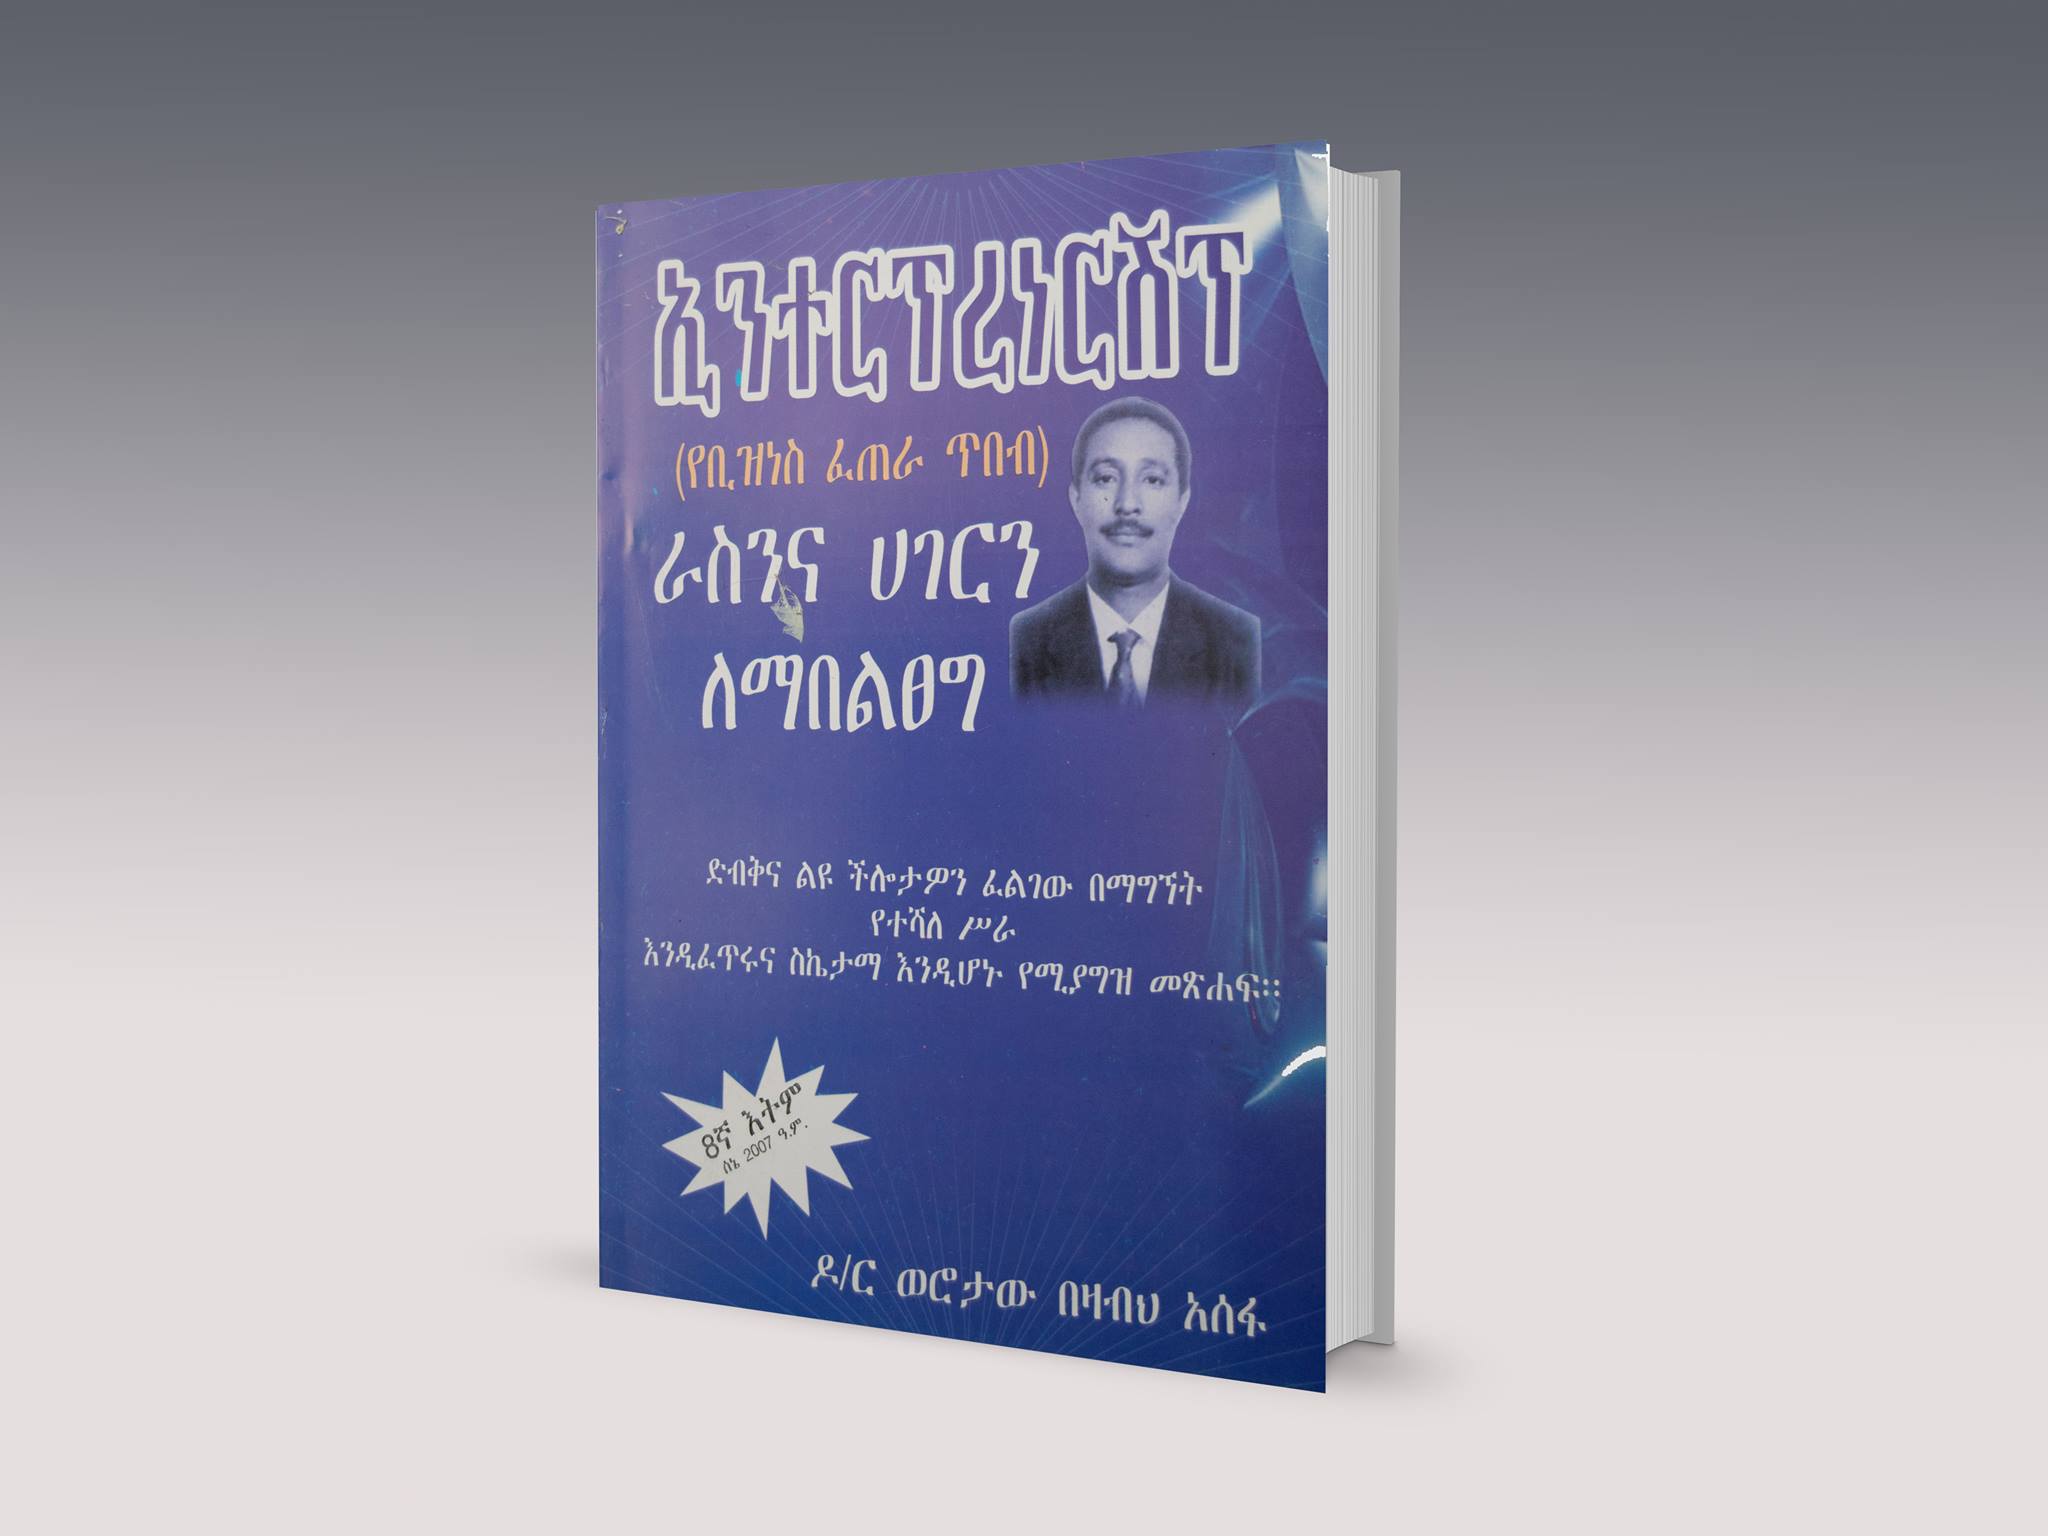 ኢንተርፕረነርሽፕ
(የቢዝነስ ፈጠራ ጥበብ)
ራስንና ሀገርን
ለማበልፀግ
ድብቅና ልዩ ችሎታዎን ፈልገው በማግኘት
የተሻለ ሥራ
እንዲፈጥሩና ስኬታማ እንዲሆኑ የሚያግዝ መጽሐፍ፡፡
8ኛ እትም
ሰኔ 2007 ዓ.ም.
ዶ/ር ወሮታው በዛብህ አሰፋ